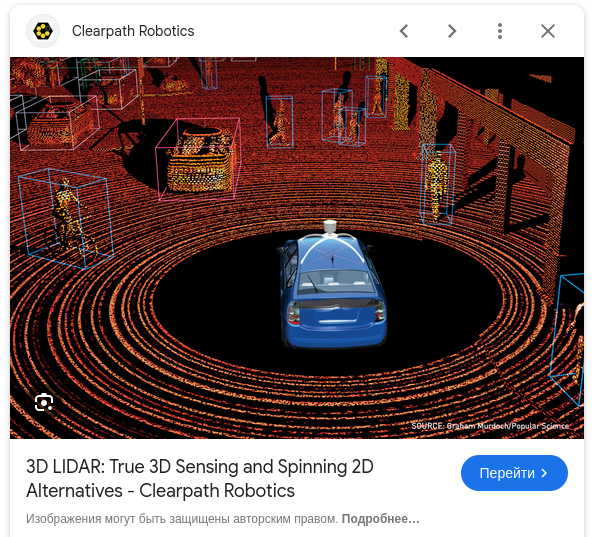 Clearpath Robotics
SOURCE: Graham Murdoch/Popular Science
3D LIDAR: True 3D Sensing and Spinning 2D
Alternatives - Clearpath Robotics
Перейти
Изображения могут быть защищены авторским правом. Подробнее…